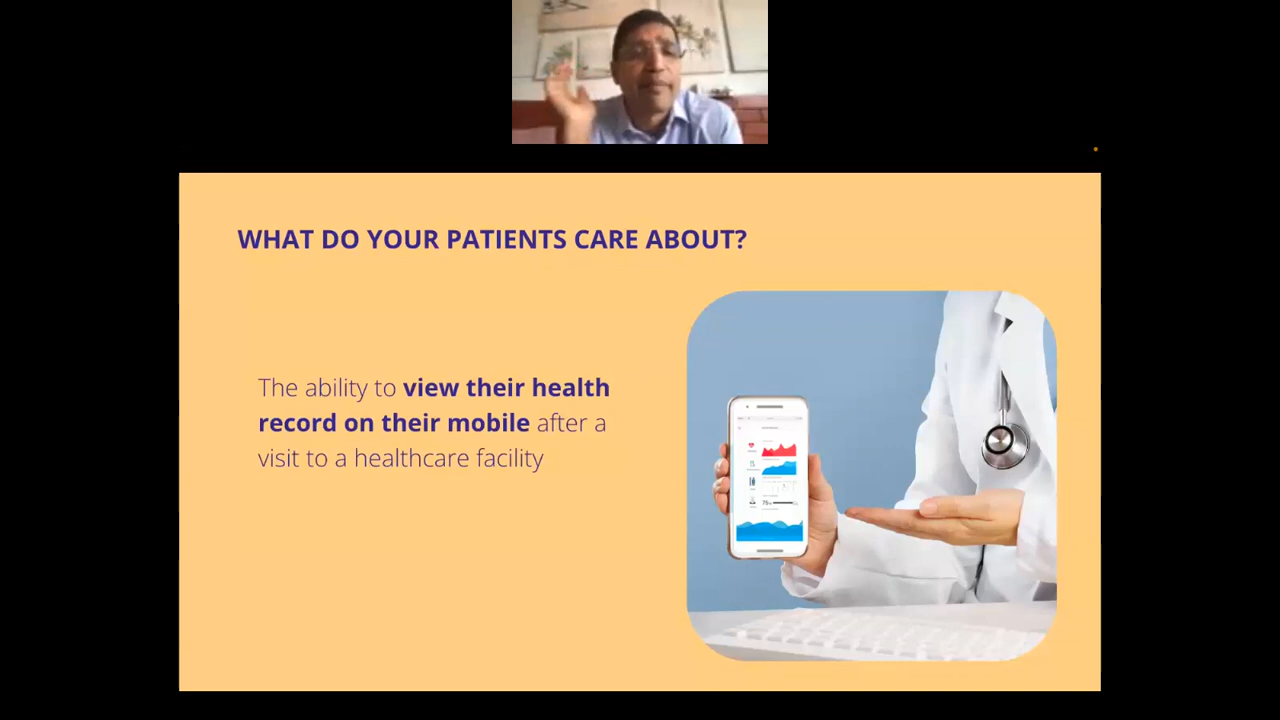 WHAT DO YOUR PATIENTS CARE ABOUT?
The ability to view their health
record on their mobile after a
visit to a healthcare facility